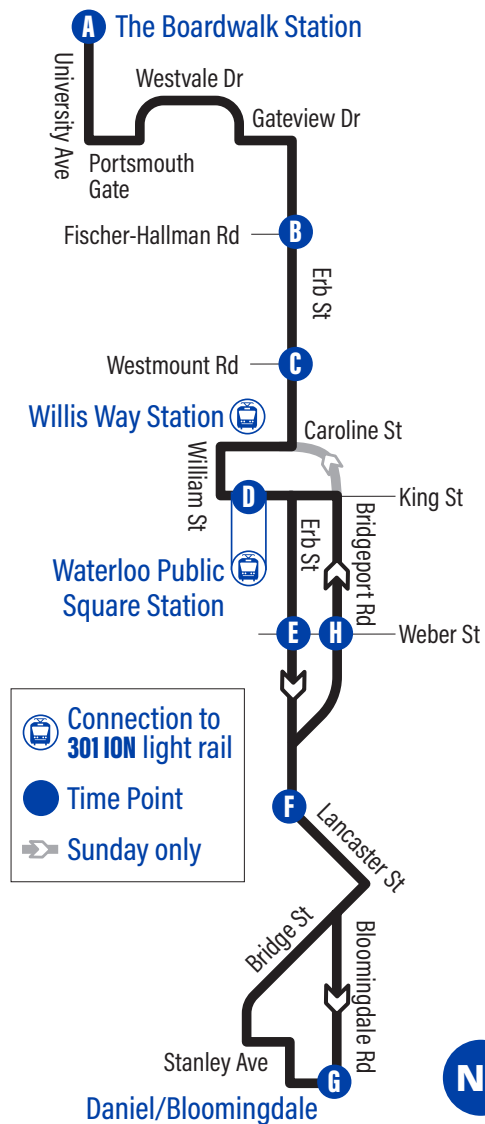 A The Boardwalk Station
University Ave
Westvale Dr
Gateview Dr
Portsmouth
Gate
Fischer-Hallman Rd
B
Erb St
Westmount Rd
C
Willis Way Station
Caroline St
William St
D
King St
Erb St
Bridgeport Rd
Waterloo Public
Square Station
E
H
Weber St
Connection to
301 ION light rail
Time Point
Sunday only
F
Lancaster St
Bridge St
Bloomingdale Rd
Stanley Ave
G
N
Daniel/Bloomingdale